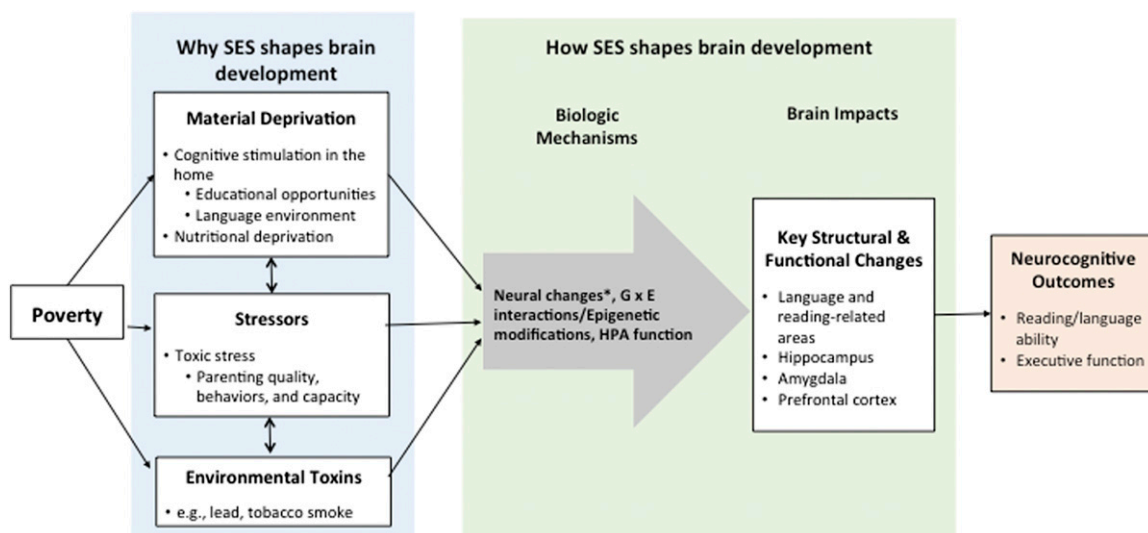 Why SES shapes brain
development
How SES shapes brain development
Material Deprivation
• Cognitive stimulation in the
home
• Educational opportunities
• Language environment
• Nutritional deprivation
Poverty
Stressors
• Toxic stress
• Parenting quality,
behaviors, and capacity
Environmental Toxins
• e.g., lead, tobacco smoke
Biologic
Mechanisms
Neural changes*, G x E
interactions/Epigenetic
modifications, HPA function
Brain Impacts
Key Structural &
Functional Changes
• Language and
reading-related
areas
• Hippocampus
• Amygdala
• Prefrontal cortex
Neurocognitive
Outcomes
• Reading/language
ability
• Executive function